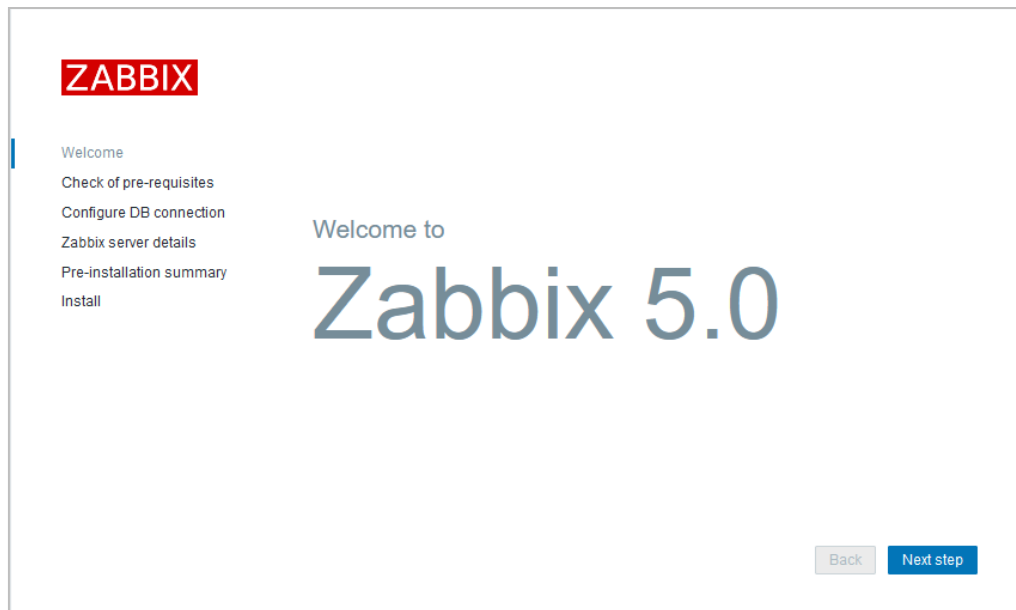 ZABBIX
Welcome
Check of pre-requisites
Configure DB connection
Zabbix server details
Pre-installation summary
Install
Welcome to
Zabbix 5.0
Back
Next step